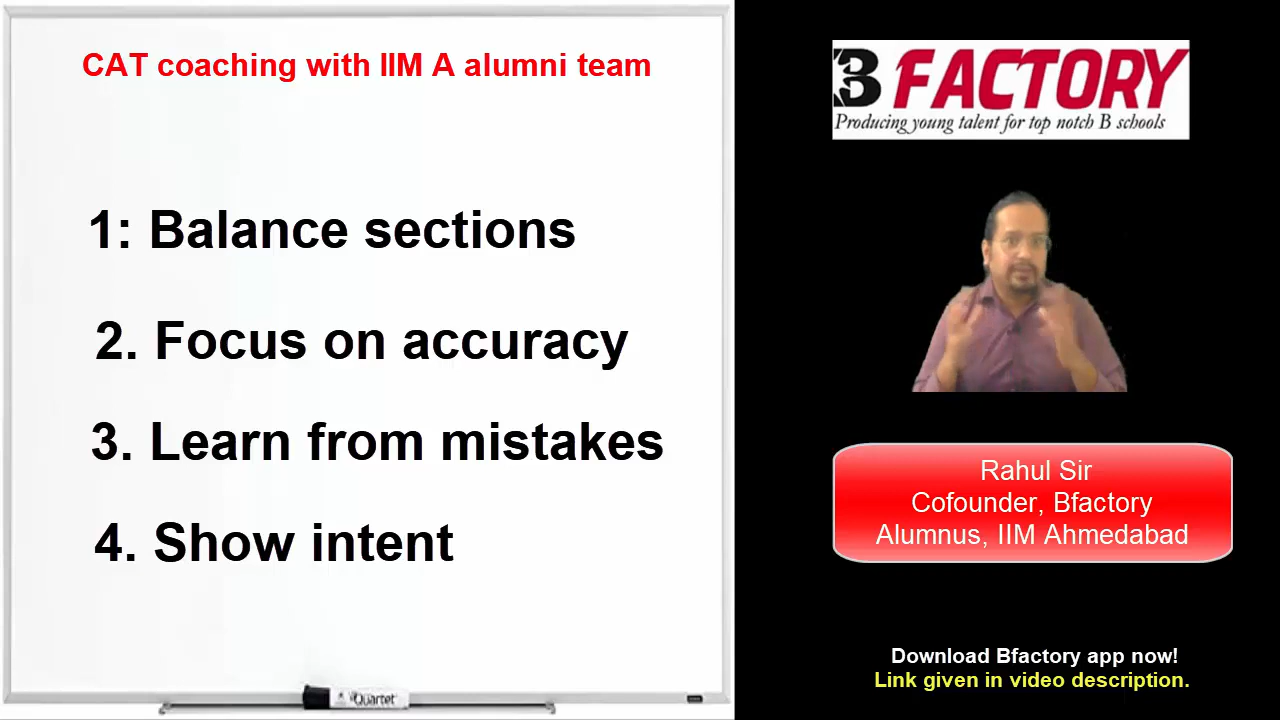 CAT coaching with IIM A alumni team
1: Balance sections
2. Focus on accuracy
3. Learn from mistakes
4. Show intent
Quartet
B FACTORY
Producing young talent for top notch B schools
Rahul Sir
Cofounder, Bfactory
Alumnus, IIM Ahmedabad
Download Bfactory app now!
Link given in video description.